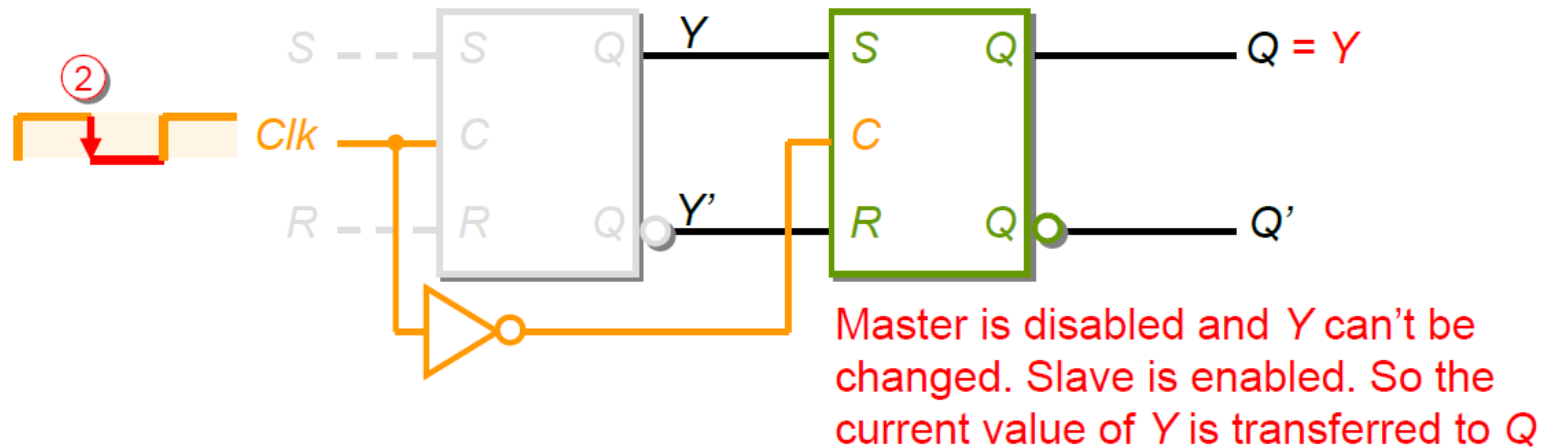 S S Q Y S Q Q = Y
2
Clk C C
R R Q Y’ R Q Q’
Master is disabled and Y can’t be
changed. Slave is enabled. So the
current value of Y is transferred to Q